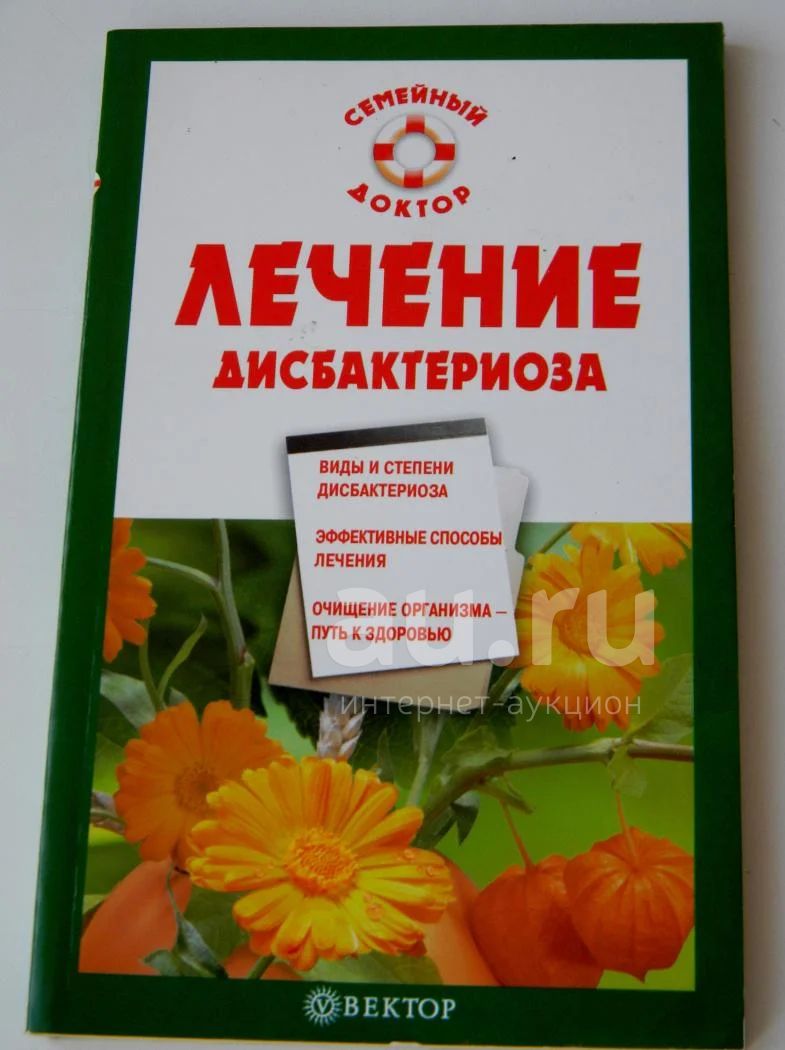 СЕМЕЙНЫЙ
ДОКТОР
ЛЕЧЕНИЕ
ДИСБАКТЕРИОЗА
ВИДЫ И СТЕПЕНИ
ДИСБАКТЕРИОЗА
ЭФФЕКТИВНЫЕ СПОСОБЫ
ЛЕЧЕНИЯ
ОЧИЩЕНИЕ ОРГАНИЗМА –
ПУТЬ К ЗДОРОВЬЮ
au.ru
интернет-аукцион
V ВЕКТОР